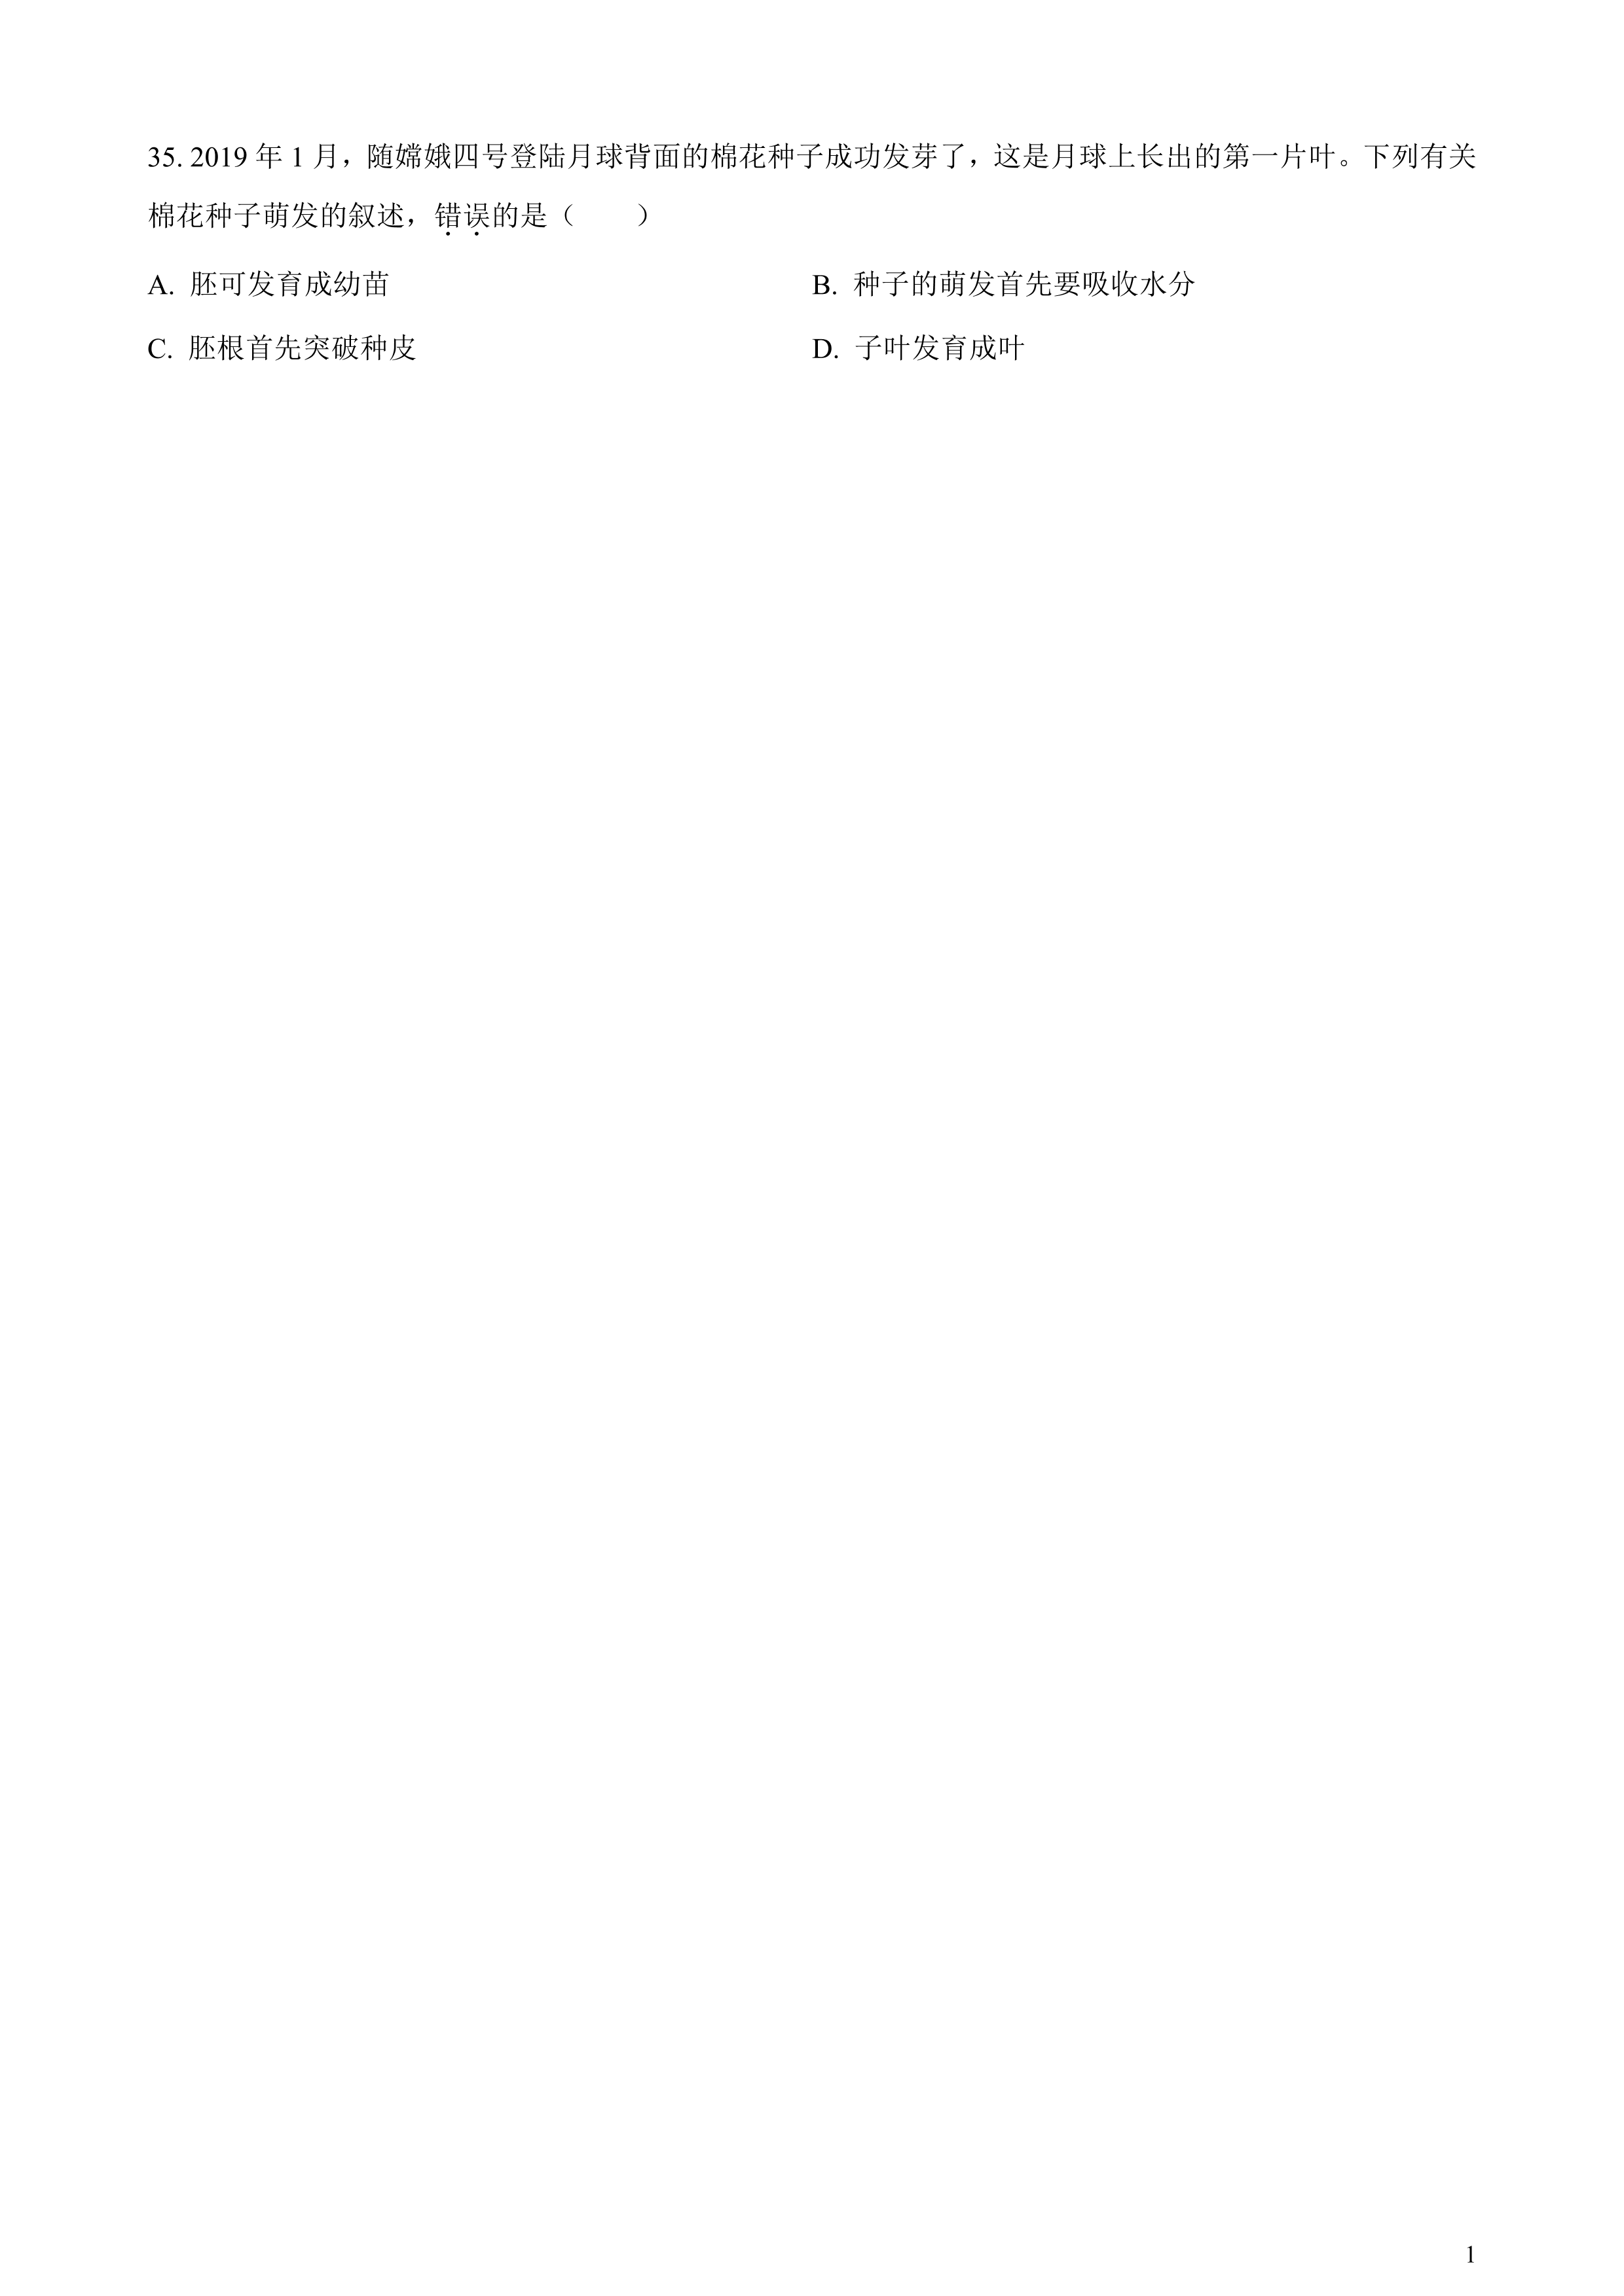 35. 2019 年 1 月，随嫦娥四号登陆月球背面的棉花种子成功发芽了，这是月球上长出的第一片叶。下列有关
棉花种子萌发的叙述，错误的是（　　）
A. 胚可发育成幼苗　　B. 种子的萌发首先要吸收水分
C. 胚根首先突破种皮　　D. 子叶发育成叶
1